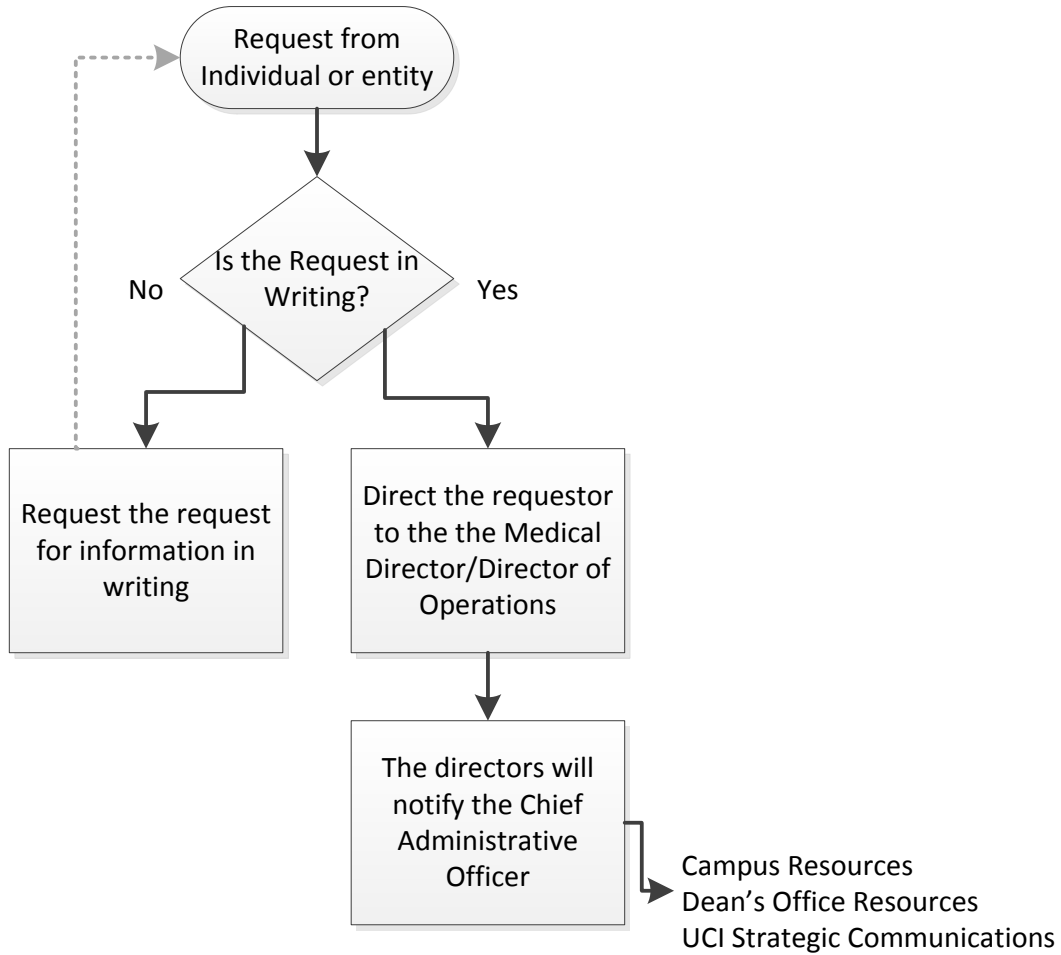 Request from
Individual or entity
Is the Request in
Writing?
No
Yes
Request the request
for information in
writing
Direct the requestor
to the the Medical
Director/Director of
Operations
The directors will
notify the Chief
Administrative
Officer
Campus Resources
Dean’s Office Resources
UCI Strategic Communications